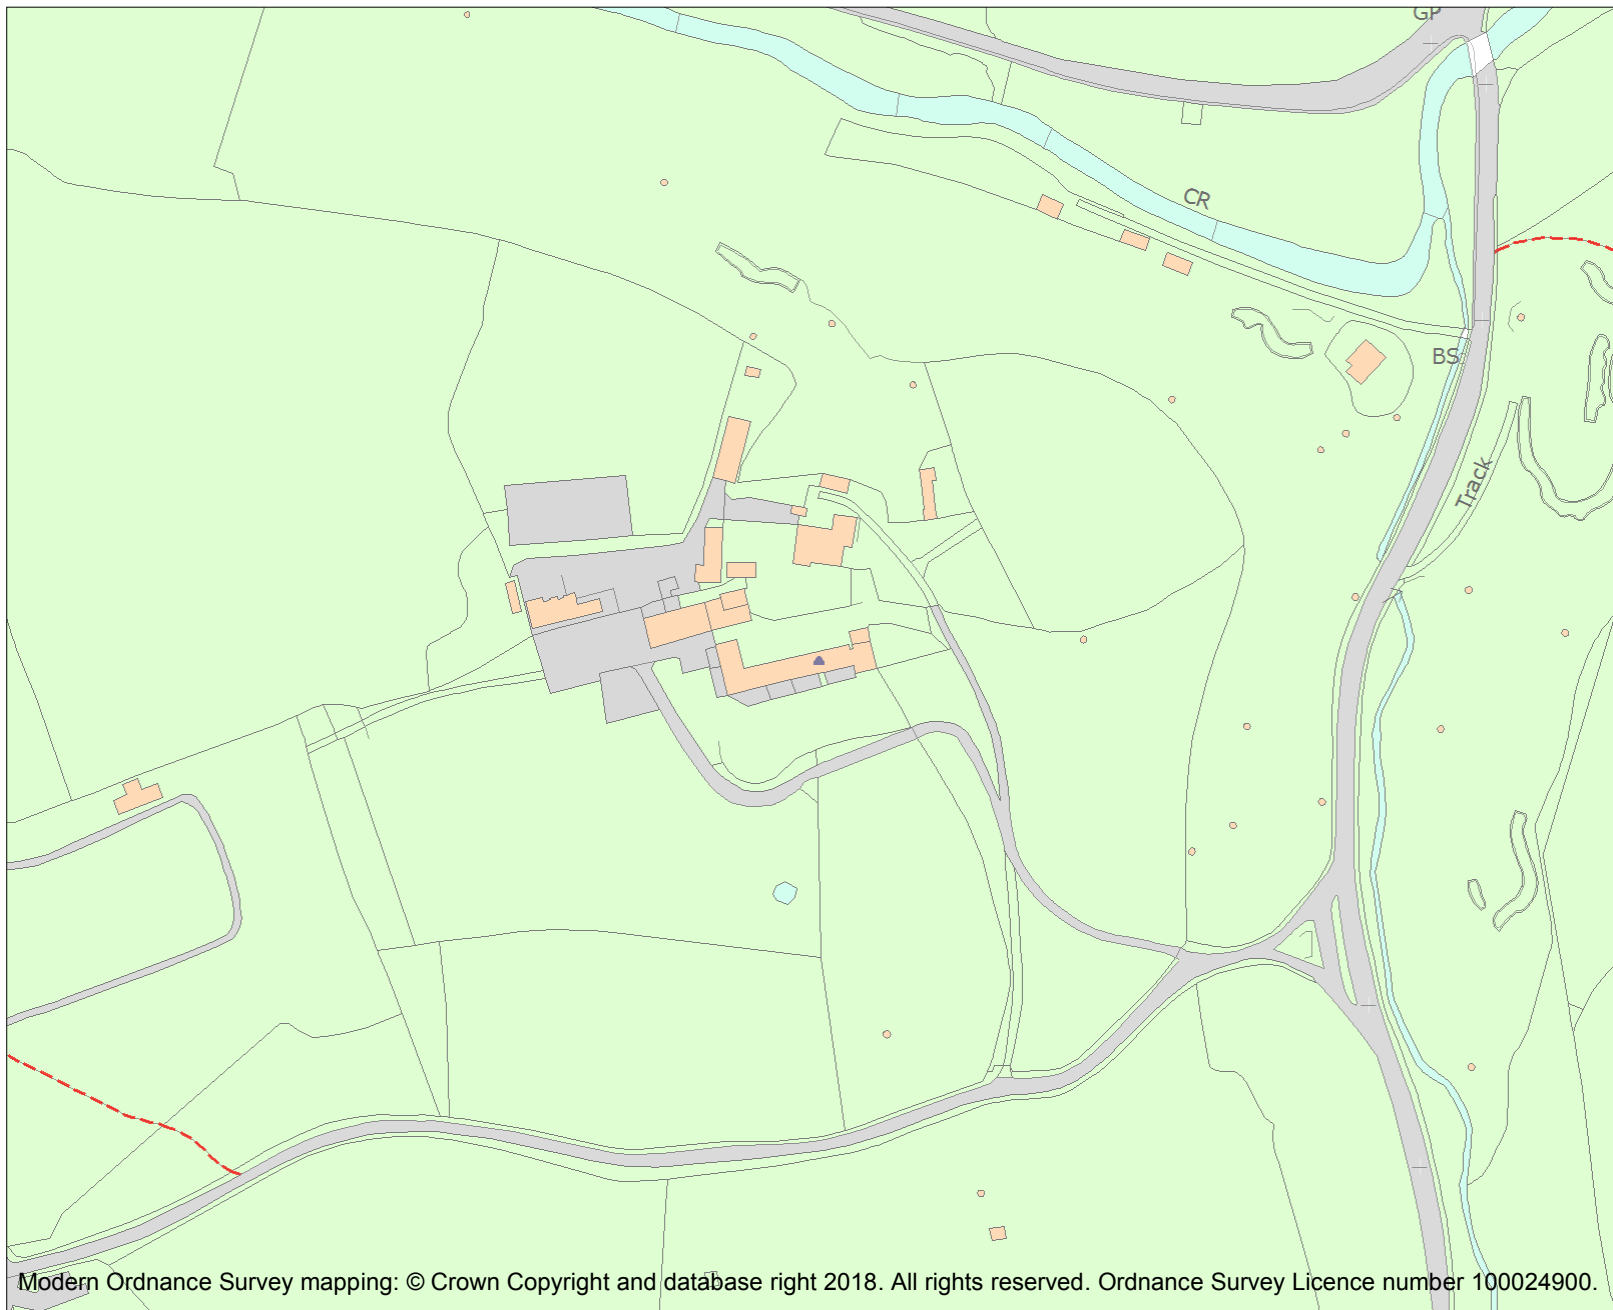 GP
CR
BS
Track
Modern Ordnance Survey mapping: © Crown Copyright and database right 2018. All rights reserved. Ordnance Survey Licence number 100024900.